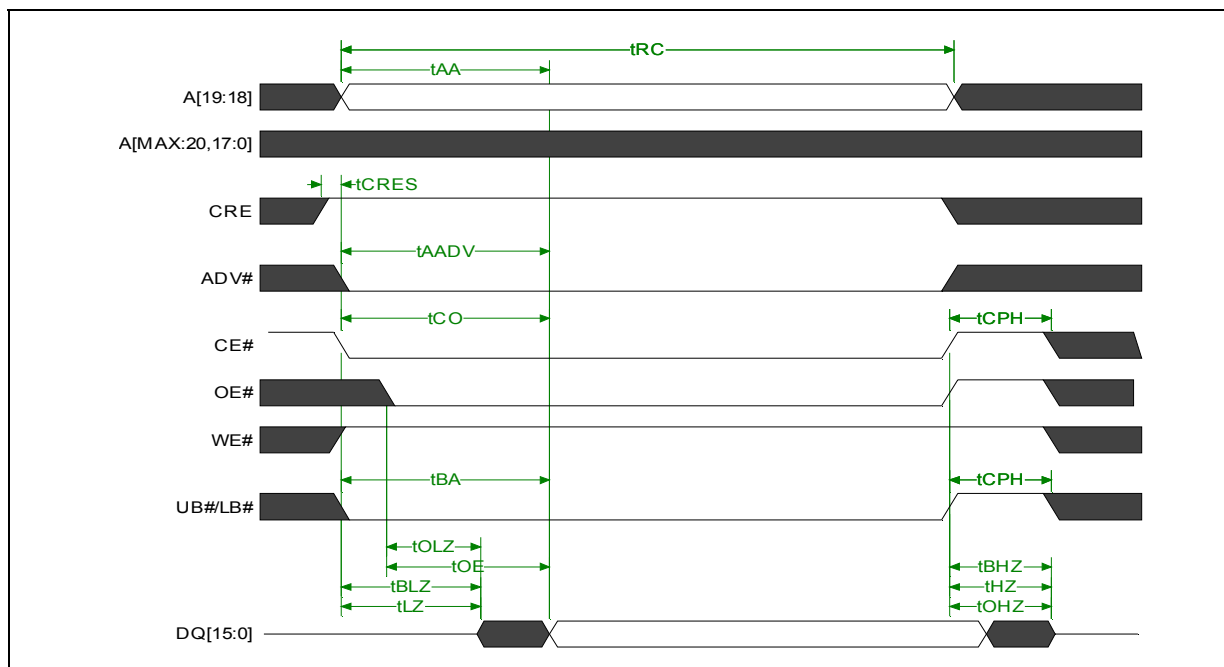 tRC
tAA
A[19:18]
A[MAX:20,17:0]
tCRES
CRE
tAADV
ADV#
tCO
tCPH
CE#
OE#
WE#
tBA
tCPH
UB#/LB#
tOLZ
tOE
tBHZ
tBLZ
tHZ
tLZ
tOHZ
DQ[15:0]